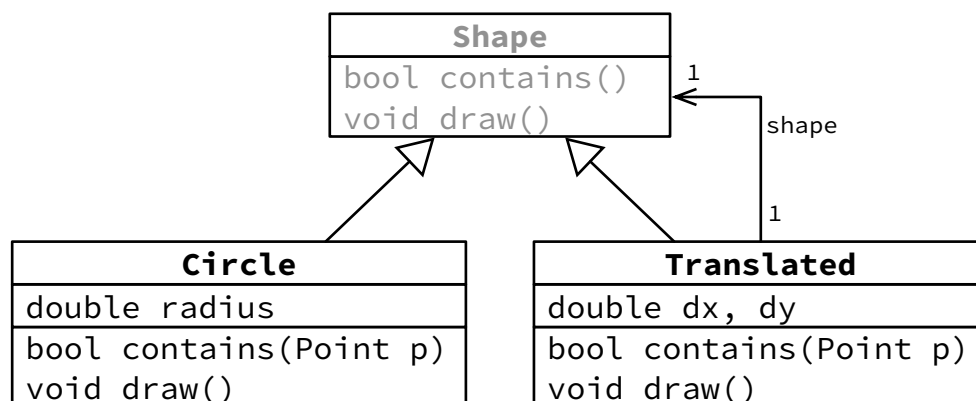 Shape
bool contains()
void draw()
1
shape
1
Circle
double radius
bool contains(Point p)
void draw()
Translated
double dx, dy
bool contains(Point p)
void draw()